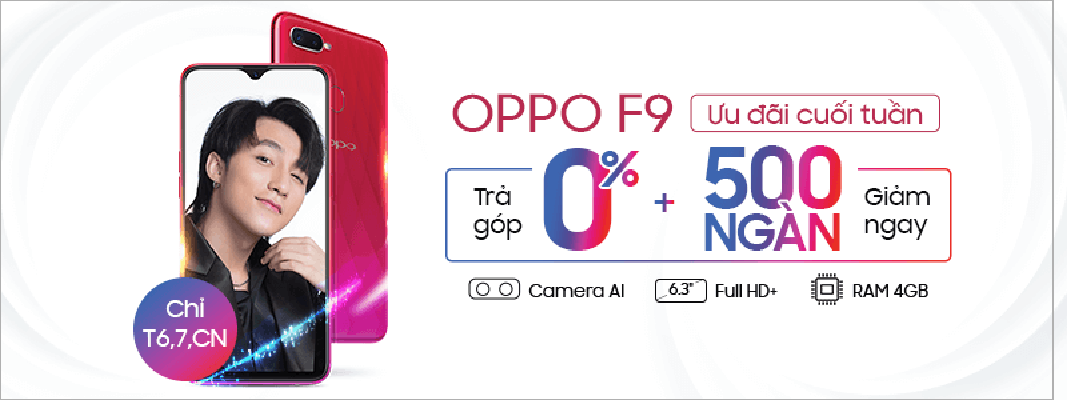 OPPO F9
Ưu đãi cuối tuần
Trả góp
0%
+
500 NGÀN
Giảm ngay
Camera AI
6.3"
Full HD+
RAM 4GB
Chỉ
T6,7,CN